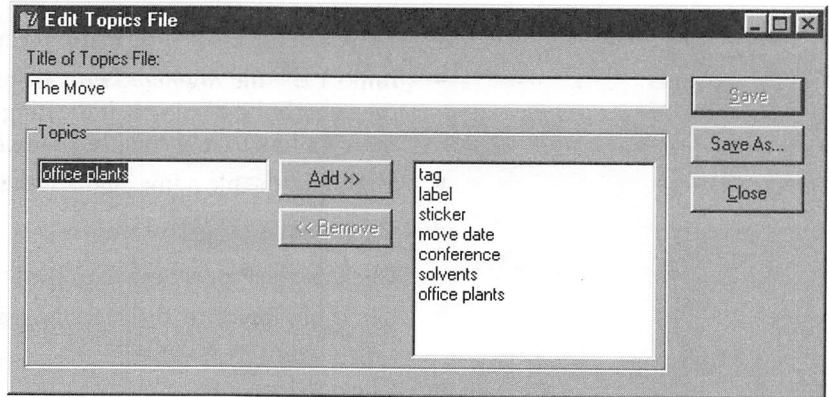 Edit Topics File
Title of Topics File:
The Move
Save
Topics
Save As...
office plants
Add >>
tag
label
sticker
move date
conference
solvents
office plants
<< Remove
Close